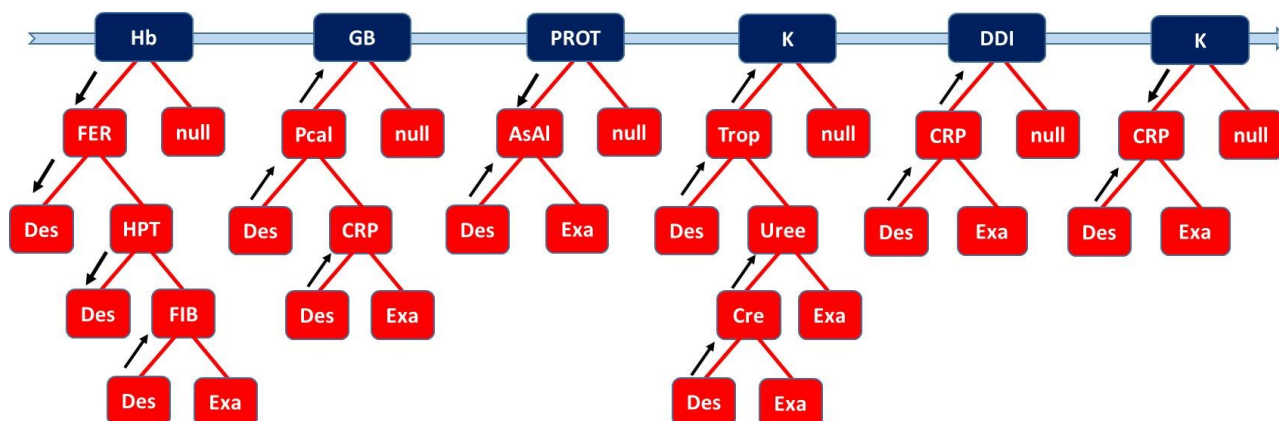 Hb GB PROT K DDI K
FER null Pcal null AsAl null Trop null CRP null CRP null
Des HPT Des CRP Des Exa Des Uree Des Exa Des Exa
Des FIB Des Exa Cre Exa
Des Exa Des Exa